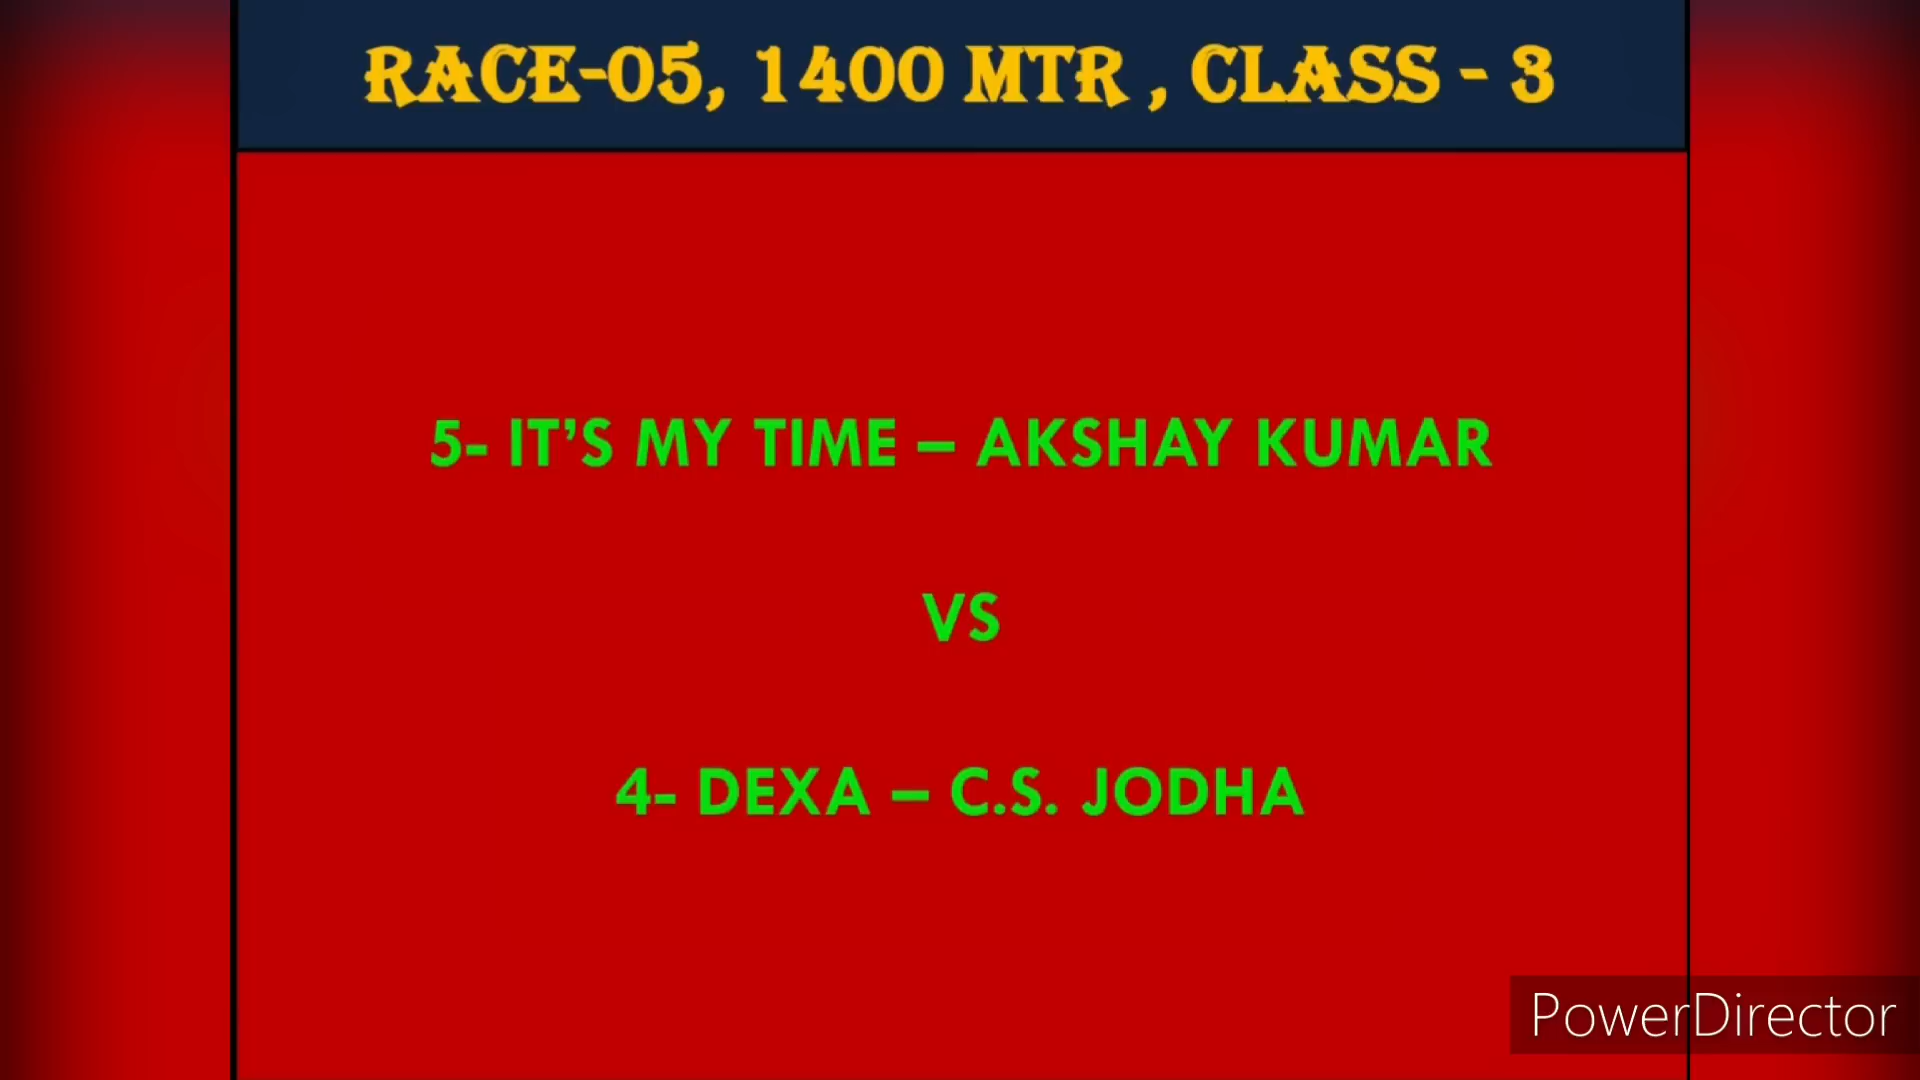 RACE-05, 1400 MTR , CLASS - 3
5- IT’S MY TIME – AKSHAY KUMAR
VS
4- DEXA – C.S. JODHA
PowerDirector